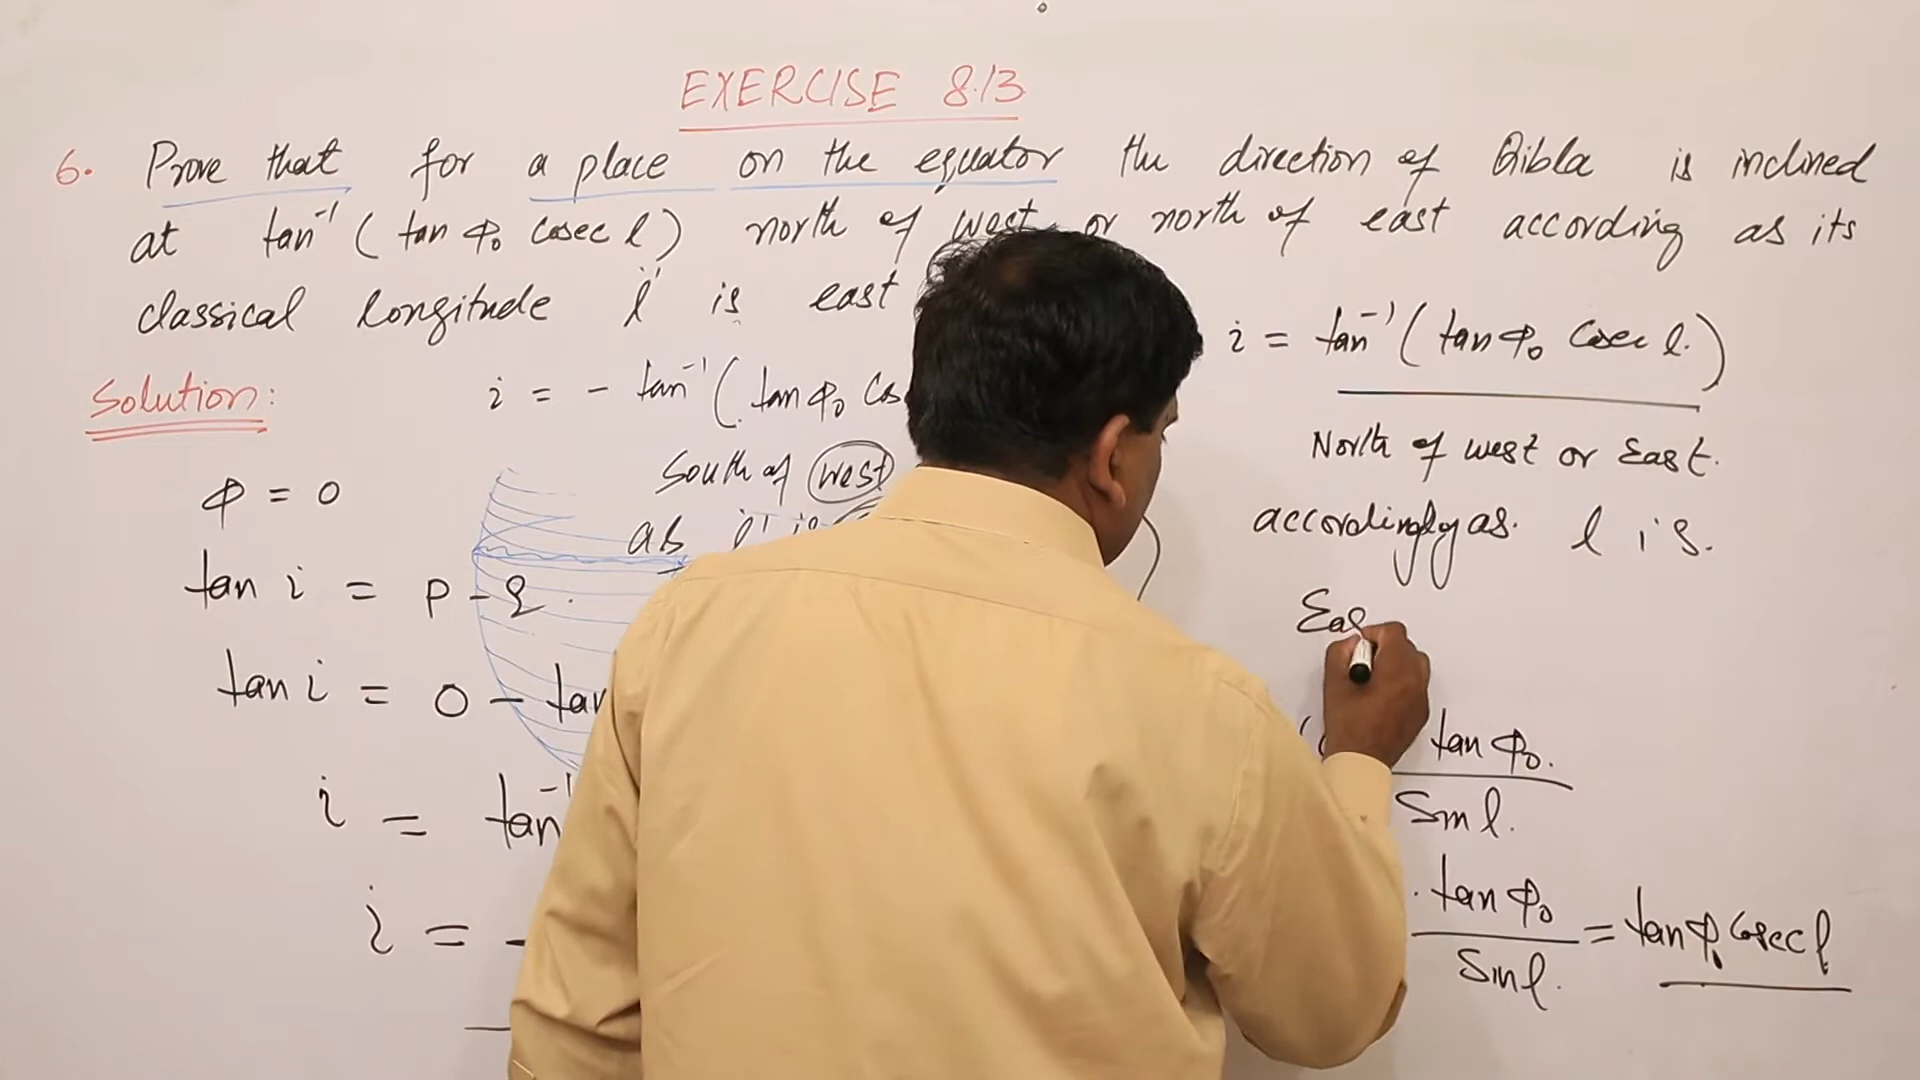 EXERCISE 8.13
6. Prove that for a place on the equator the direction of Qibla is inclined
at tan⁻¹ ( tan φ₀ cosec l ) north of west or north of east according as its
classical longitude l is east
Solution:
i = - tan⁻¹ ( tan φ₀
South of west
as l' is
φ = 0
tan i = P - q .
tan i = 0 -
i = tan⁻¹
i = -
i = tan⁻¹ ( tan φ₀ Cosec l. )
North of west or East.
accordingly as. l is.
Eas
tan φ₀.
Sin l.
. tan φ₀
Sin l.
= tan φ₀ Cosec l